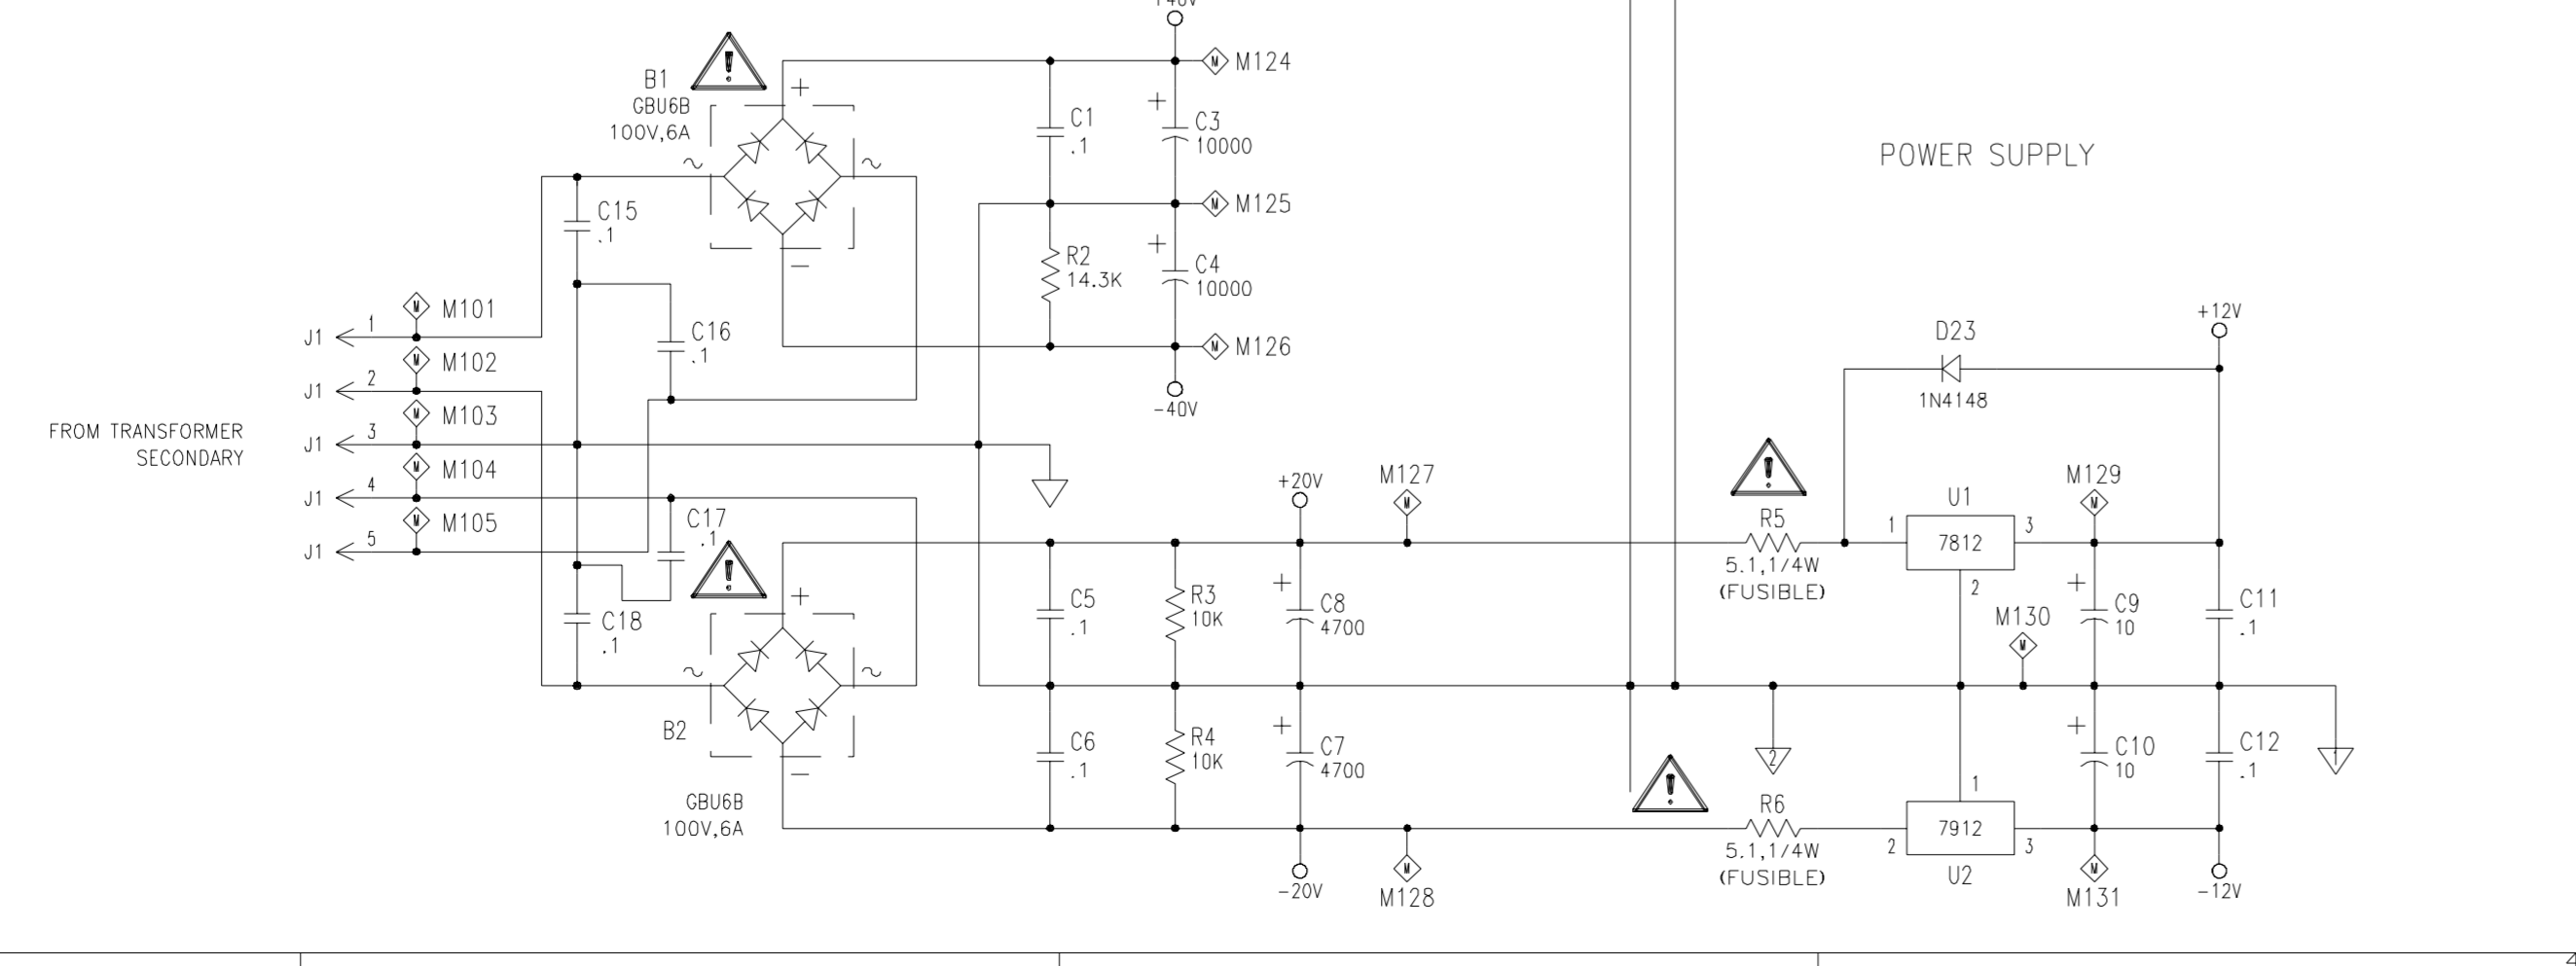 +40V
M124
B1
GBU6B
100V,6A
+
~
~
−
C1
.1
+
C3
10000
M125
R2
14.3K
+
C4
10000
M126
-40V
POWER SUPPLY
C15
.1
C16
.1
J1
1
M101
J1
2
M102
J1
3
M103
J1
4
M104
J1
5
M105
FROM TRANSFORMER
SECONDARY
C17
.1
C18
.1
+
~
~
−
B2
GBU6B
100V,6A
+20V
M127
C5
.1
R3
10K
+
C8
4700
C6
.1
R4
10K
+
C7
4700
-20V
M128
D23
1N4148
+12V
R5
5.1,1/4W
(FUSIBLE)
U1
1
7812
3
2
M129
M130
+
C9
10
C11
.1
2
1
+
C10
10
C12
.1
R6
5.1,1/4W
(FUSIBLE)
1
2
7912
3
U2
M131
-12V